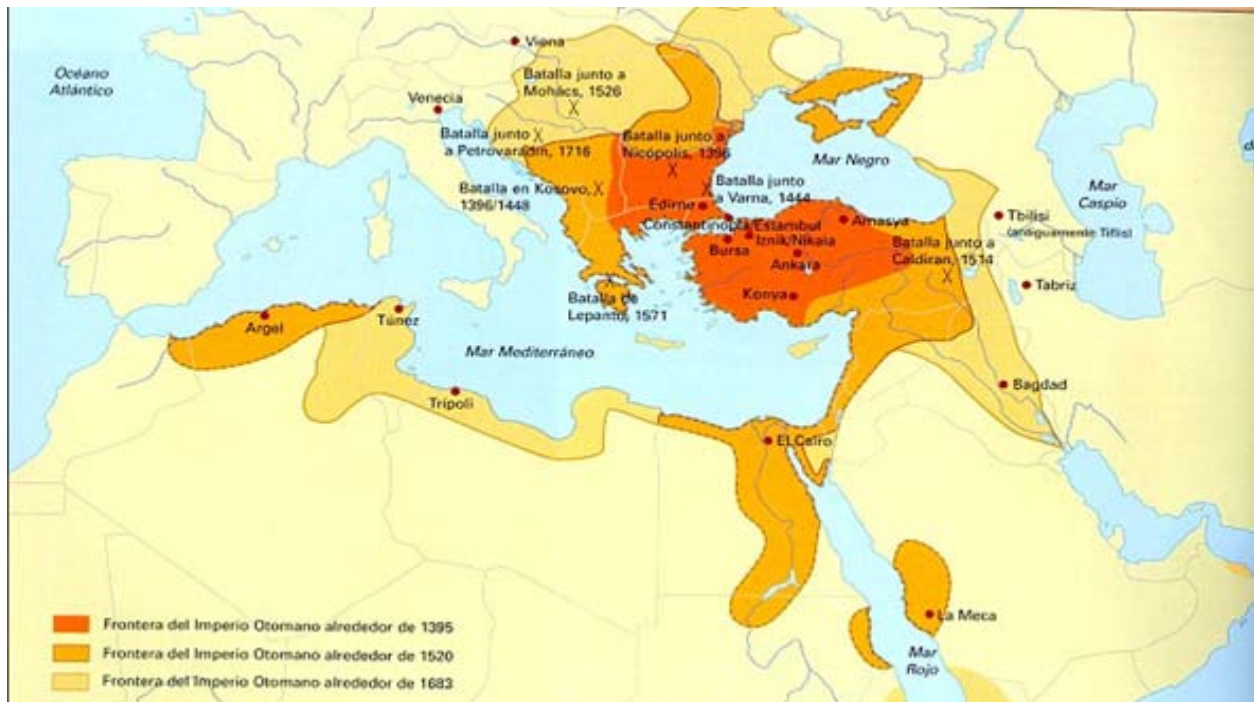 Océano
Atlántico
Viena
Batalla junto a
Mohács, 1526
Venecia
Batalla junto
a Petrovaradin, 1716
Batalla junto a
Nicópolis, 1396
Mar Negro
Batalla en Kosovo,
1396/1448
Batalla junto
a Varna, 1444
Edirne
Constantinopla/Estambul
Iznik/Nikaia
Bursa
Amasya
Ankara
Konya
Batalla junto a
Caldiran, 1514
Mar
Caspio
Tbilisi
(andiguamente Tiflis)
Tabriz
Batalla de
Lepanto, 1571
Argel
Túnez
Mar Mediterráneo
Trípoli
Bagdad
El Cairo
La Meca
Mar
Rojo
Frontera del Imperio Otomano alrededor de 1395
Frontera del Imperio Otomano alrededor de 1520
Frontera del Imperio Otomano alrededor de 1683